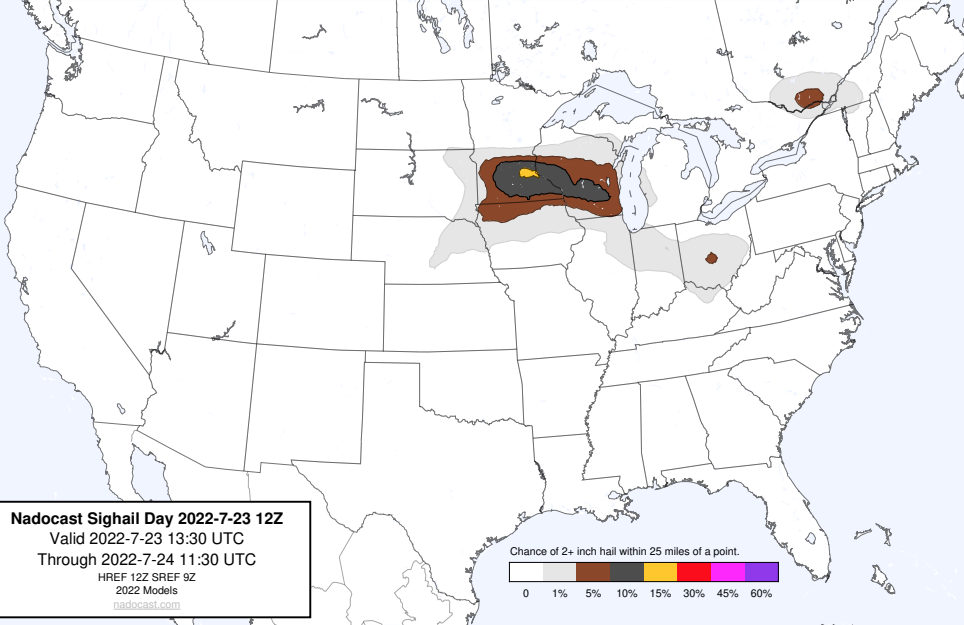 Nadocast Sighail Day 2022-7-23 12Z
Valid 2022-7-23 13:30 UTC
Through 2022-7-24 11:30 UTC
HREF 12Z SREF 9Z
2022 Models
nadocast.com
Chance of 2+ inch hail within 25 miles of a point.
0 1% 5% 10% 15% 30% 45% 60%